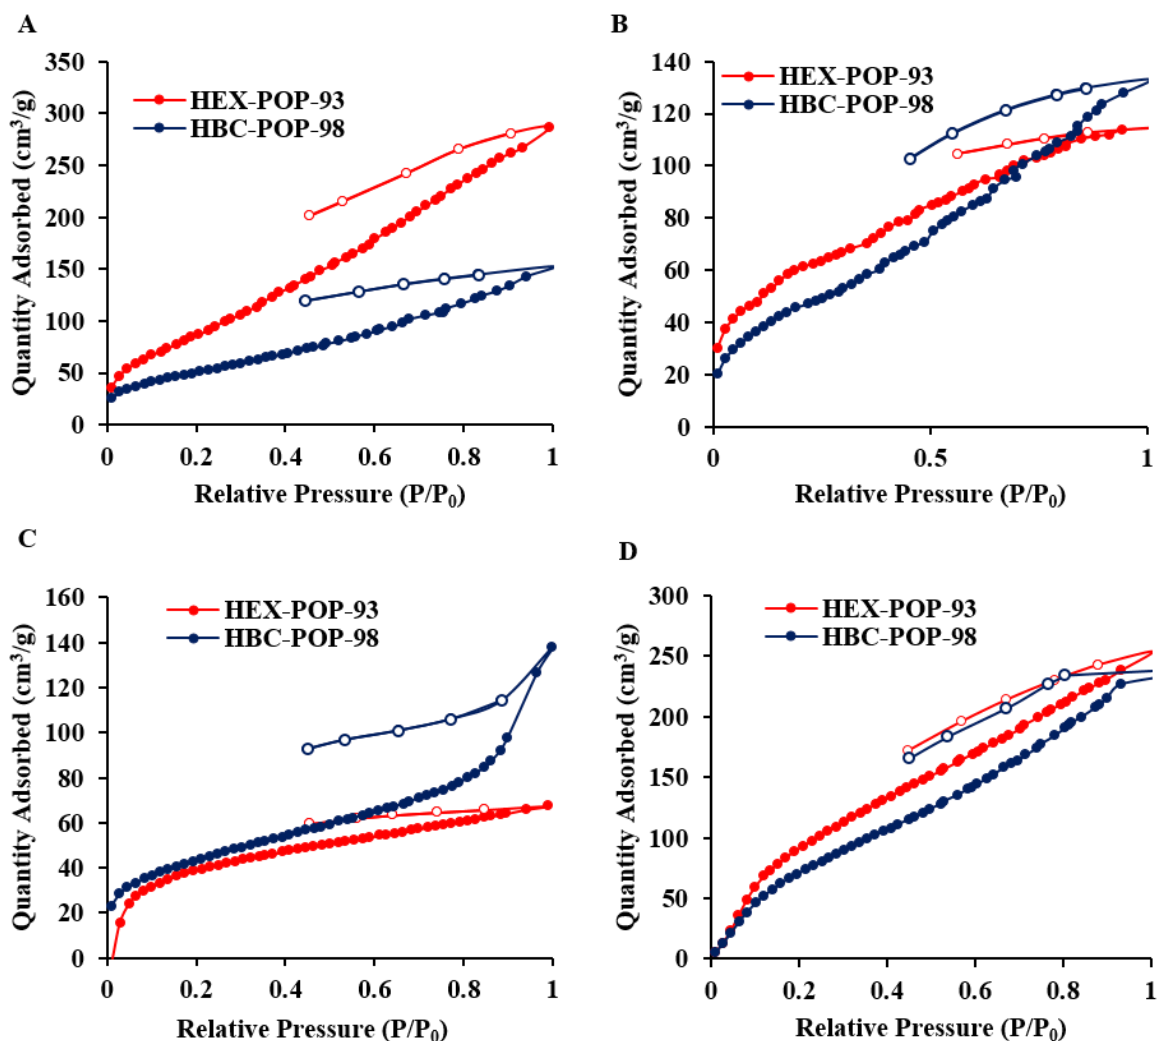 A
350
300
250
200
150
100
50
0
Quantity Adsorbed (cm³/g)
HEX-POP-93
HBC-POP-98
0 0.2 0.4 0.6 0.8 1
Relative Pressure (P/P₀)
B
140
120
100
80
60
40
20
0
Quantity Adsorbed (cm³/g)
HEX-POP-93
HBC-POP-98
0 0.5 1
Relative Pressure (P/P₀)
C
160
140
120
100
80
60
40
20
0
Quantity Adsorbed (cm³/g)
HEX-POP-93
HBC-POP-98
0 0.2 0.4 0.6 0.8 1
Relative Pressure (P/P₀)
D
300
250
200
150
100
50
0
Quantity Adsorbed (cm³/g)
HEX-POP-93
HBC-POP-98
0 0.2 0.4 0.6 0.8 1
Relative Pressure (P/P₀)